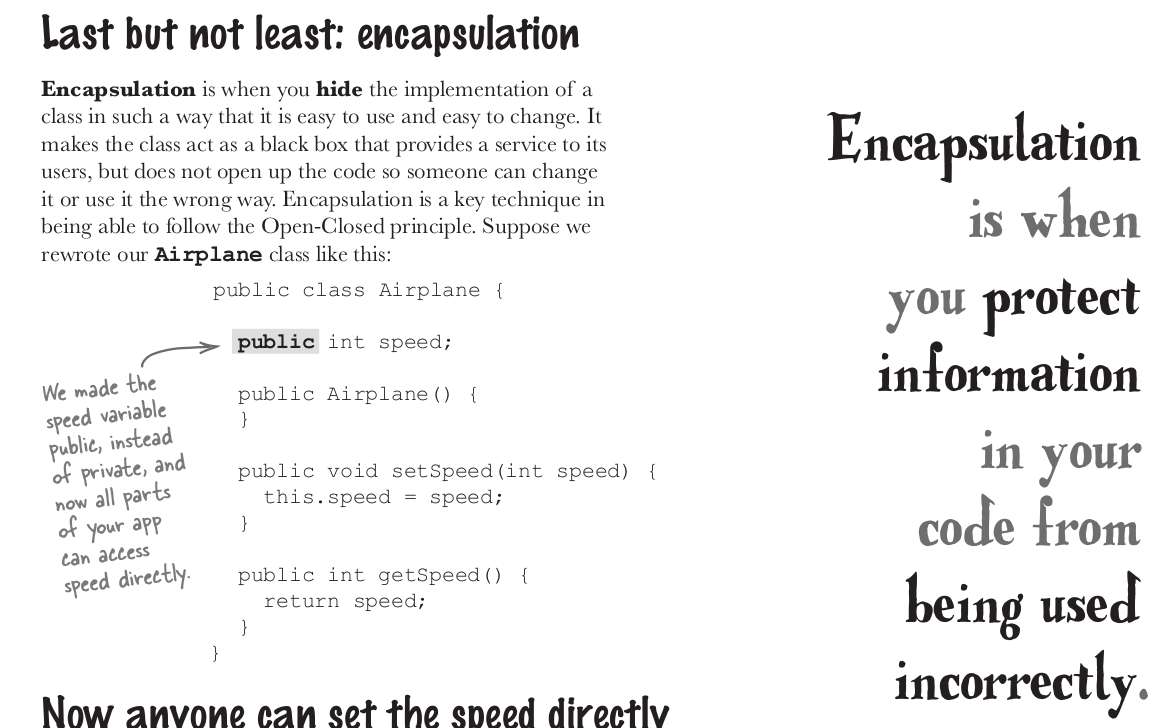 Last but not least: encapsulation
Encapsulation is when you hide the implementation of a
class in such a way that it is easy to use and easy to change. It
makes the class act as a black box that provides a service to its
users, but does not open up the code so someone can change
it or use it the wrong way. Encapsulation is a key technique in
being able to follow the Open-Closed principle. Suppose we
rewrote our Airplane class like this:
public class Airplane {
public int speed;
public Airplane() {
}
public void setSpeed(int speed) {
this.speed = speed;
}
public int getSpeed() {
return speed;
}
}
We made the
speed variable
public, instead
of private, and
now all parts
of your app
can access
speed directly.
Now anyone can set the speed directly
Encapsulation
is when
you protect
information
in your
code from
being used
incorrectly.